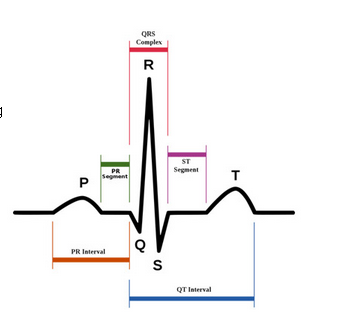 QRS
Complex
R
PR
Segment
ST
Segment
P
T
Q
S
PR Interval
QT Interval